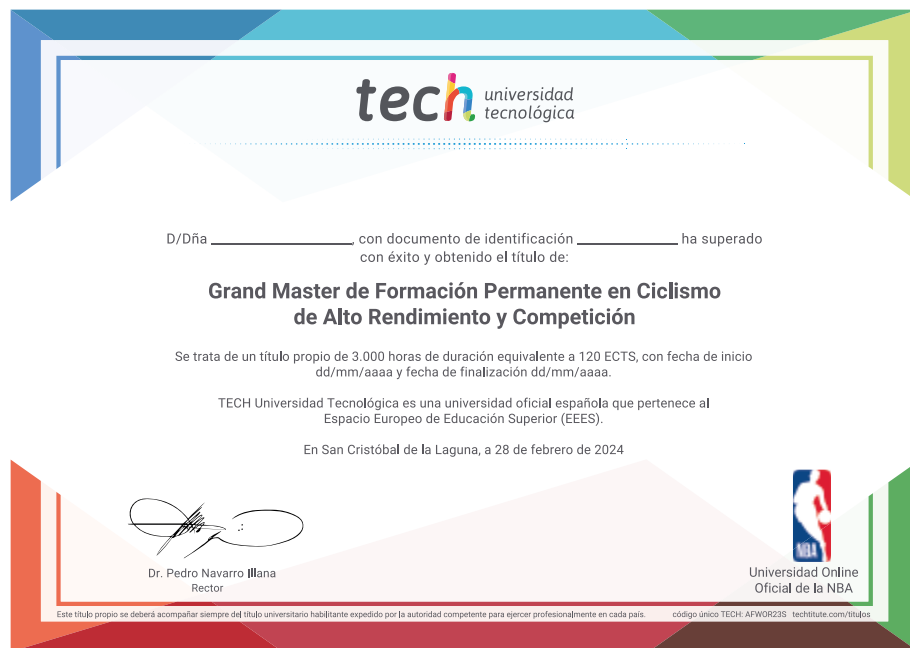 tech universidad
tecnológica
D/Dña ____________________, con documento de identificación ______________ ha superado
con éxito y obtenido el título de:
Grand Master de Formación Permanente en Ciclismo
de Alto Rendimiento y Competición
Se trata de un título propio de 3.000 horas de duración equivalente a 120 ECTS, con fecha de inicio
dd/mm/aaaa y fecha de finalización dd/mm/aaaa.
TECH Universidad Tecnológica es una universidad oficial española que pertenece al
Espacio Europeo de Educación Superior (EEES).
En San Cristóbal de la Laguna, a 28 de febrero de 2024
NBA
Dr. Pedro Navarro Illana
Rector
Universidad Online
Oficial de la NBA
Este título propio se deberá acompañar siempre del título universitario habilitante expedido por la autoridad competente para ejercer profesionalmente en cada país. código único TECH: AFWOR23S techtitute.com/titulos